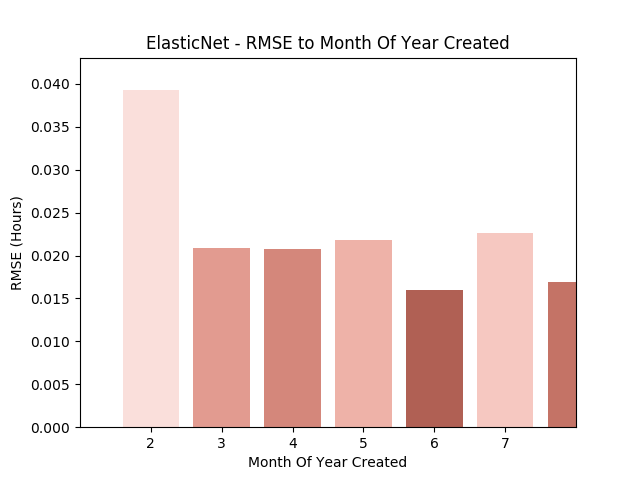 ElasticNet - RMSE to Month Of Year Created
0.040
0.035
0.030
0.025
0.020
0.015
0.010
0.005
0.000
RMSE (Hours)
2 3 4 5 6 7
Month Of Year Created